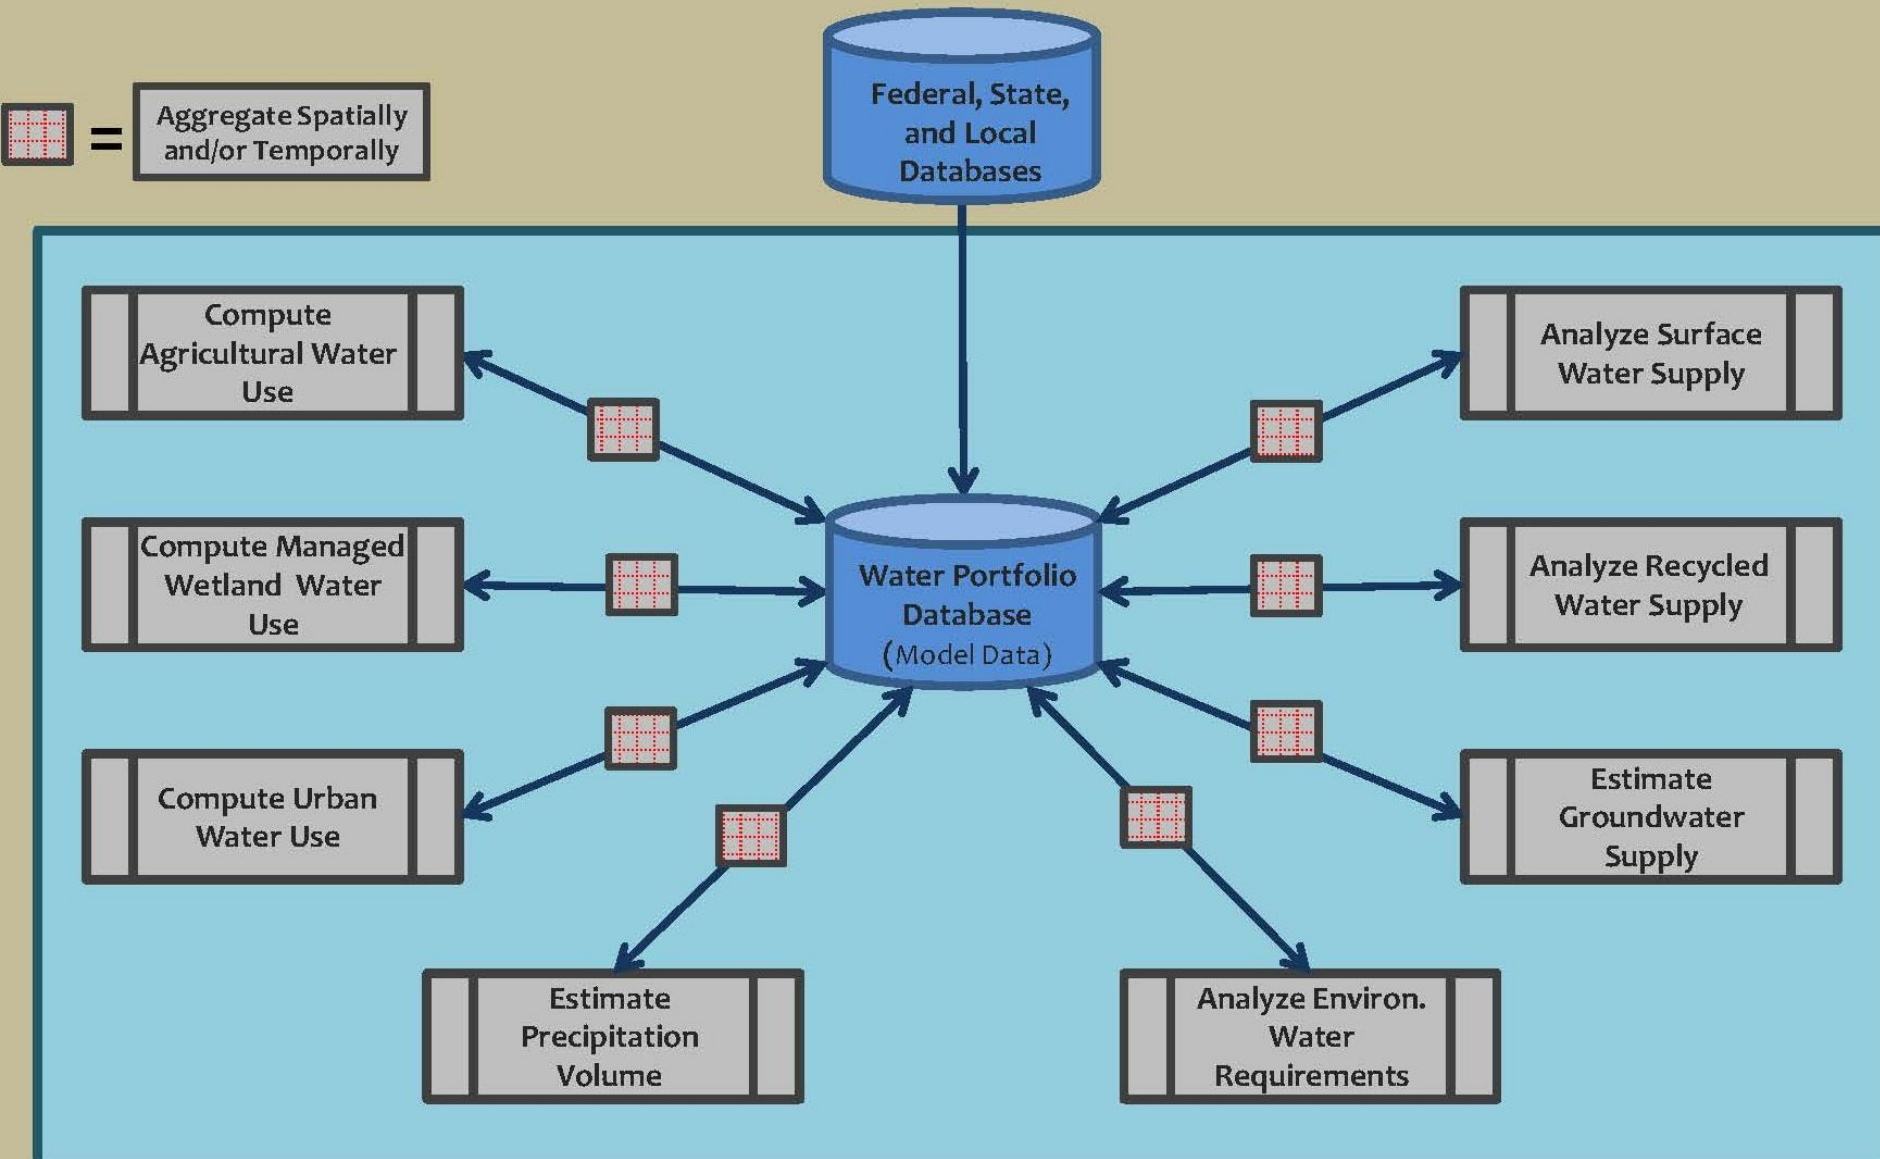 Federal, State,
and Local
Databases
=
Aggregate Spatially
and/or Temporally
Compute
Agricultural Water
Use
Analyze Surface
Water Supply
Compute Managed
Wetland Water
Use
Water Portfolio
Database
(Model Data)
Analyze Recycled
Water Supply
Compute Urban
Water Use
Estimate
Groundwater
Supply
Estimate
Precipitation
Volume
Analyze Environ.
Water
Requirements